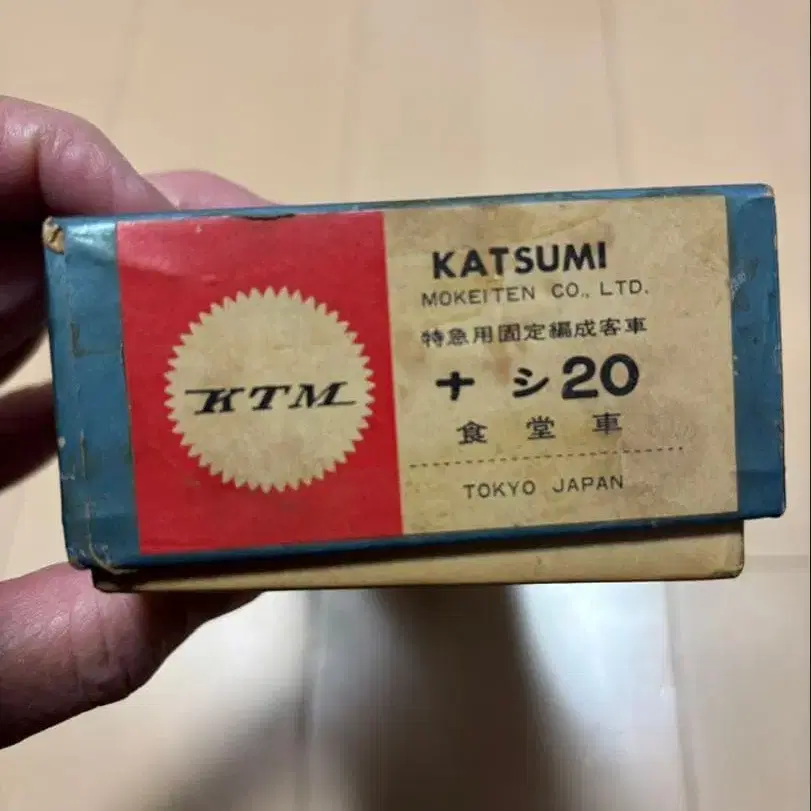 KTM
KATSUMI
MOKEITEN CO., LTD.
特急用固定編成客車
ナシ20
食堂車
TOKYO JAPAN